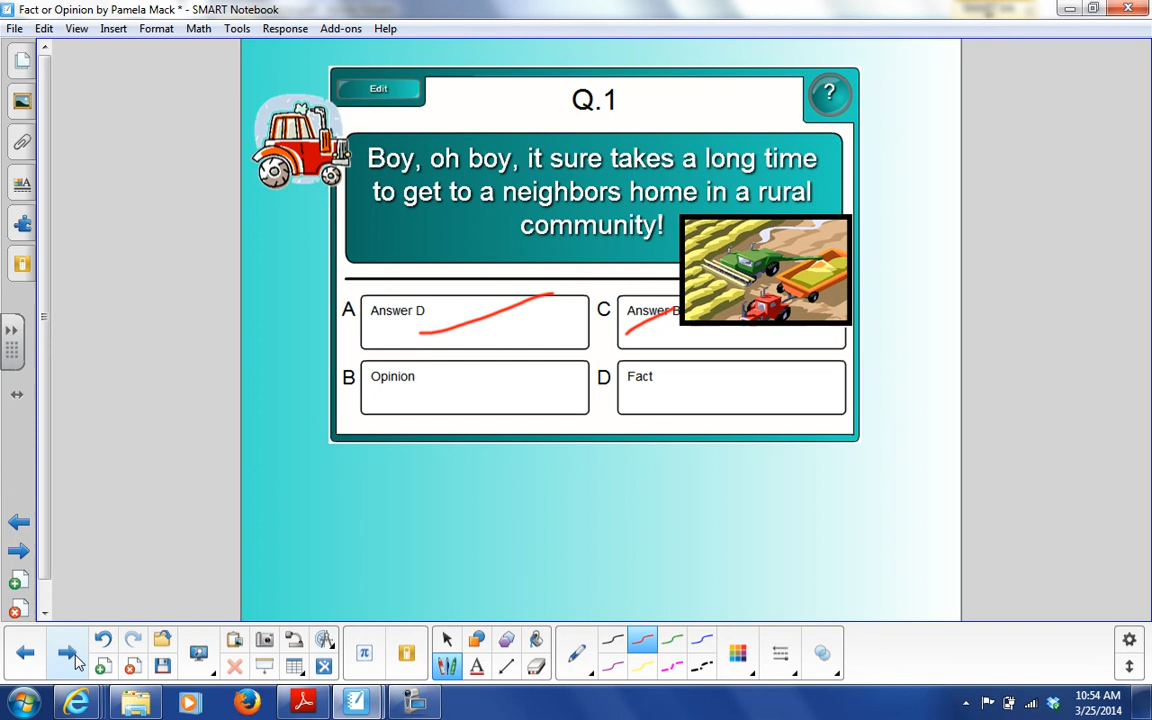 Fact or Opinion by Pamela Mack * - SMART Notebook
File Edit View Insert Format Math Tools Response Add-ons Help
Edit
Q.1
?
Boy, oh boy, it sure takes a long time
to get to a neighbors home in a rural
community!
A Answer D
C Answer
B Opinion
D Fact
10:54 AM
3/25/2014